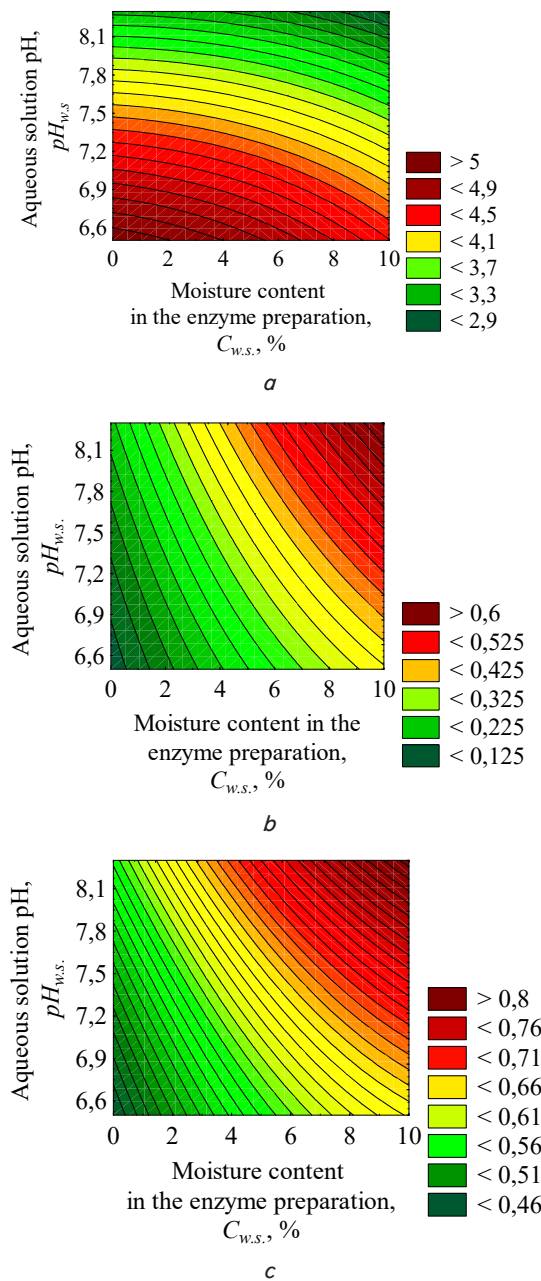 Aqueous solution pH,
pH_{w.s}
8,1
7,8
7,5
7,2
6,9
6,6
0 2 4 6 8 10
Moisture content
in the enzyme preparation,
C_{w.s.}, %
> 5
< 4,9
< 4,5
< 4,1
< 3,7
< 3,3
< 2,9
a
Aqueous solution pH,
pH_{w.s.}
8,1
7,8
7,5
7,2
6,9
6,6
0 2 4 6 8 10
Moisture content in the
enzyme preparation,
C_{w.s.}, %
> 0,6
< 0,525
< 0,425
< 0,325
< 0,225
< 0,125
b
Aqueous solution pH,
pH_{w.s.}
8,1
7,8
7,5
7,2
6,9
6,6
0 2 4 6 8 10
Moisture content
in the enzyme preparation,
C_{w.s.}, %
> 0,8
< 0,76
< 0,71
< 0,66
< 0,61
< 0,56
< 0,51
< 0,46
c